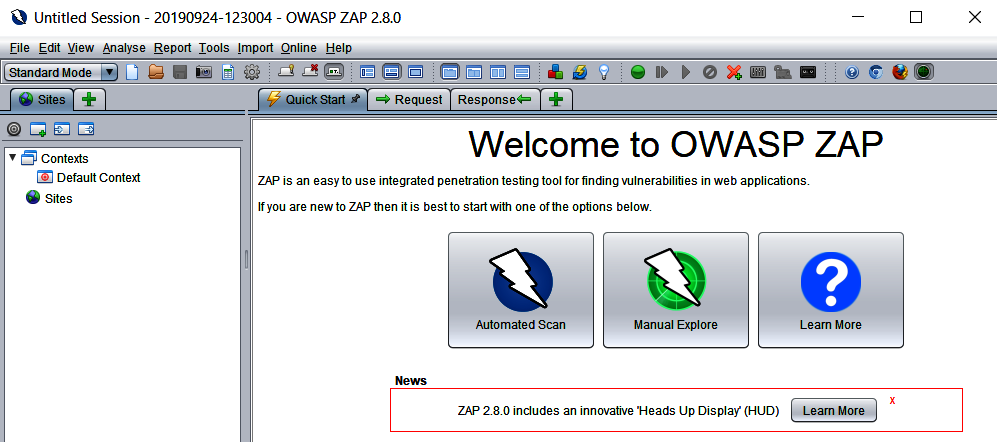 Untitled Session - 20190924-123004 - OWASP ZAP 2.8.0
File Edit View Analyse Report Tools Import Online Help
Standard Mode
Sites
Quick Start
Request
Response
Contexts
Default Context
Sites
Welcome to OWASP ZAP
ZAP is an easy to use integrated penetration testing tool for finding vulnerabilities in web applications.
If you are new to ZAP then it is best to start with one of the options below.
Automated Scan
Manual Explore
Learn More
News
ZAP 2.8.0 includes an innovative 'Heads Up Display' (HUD)
Learn More
X